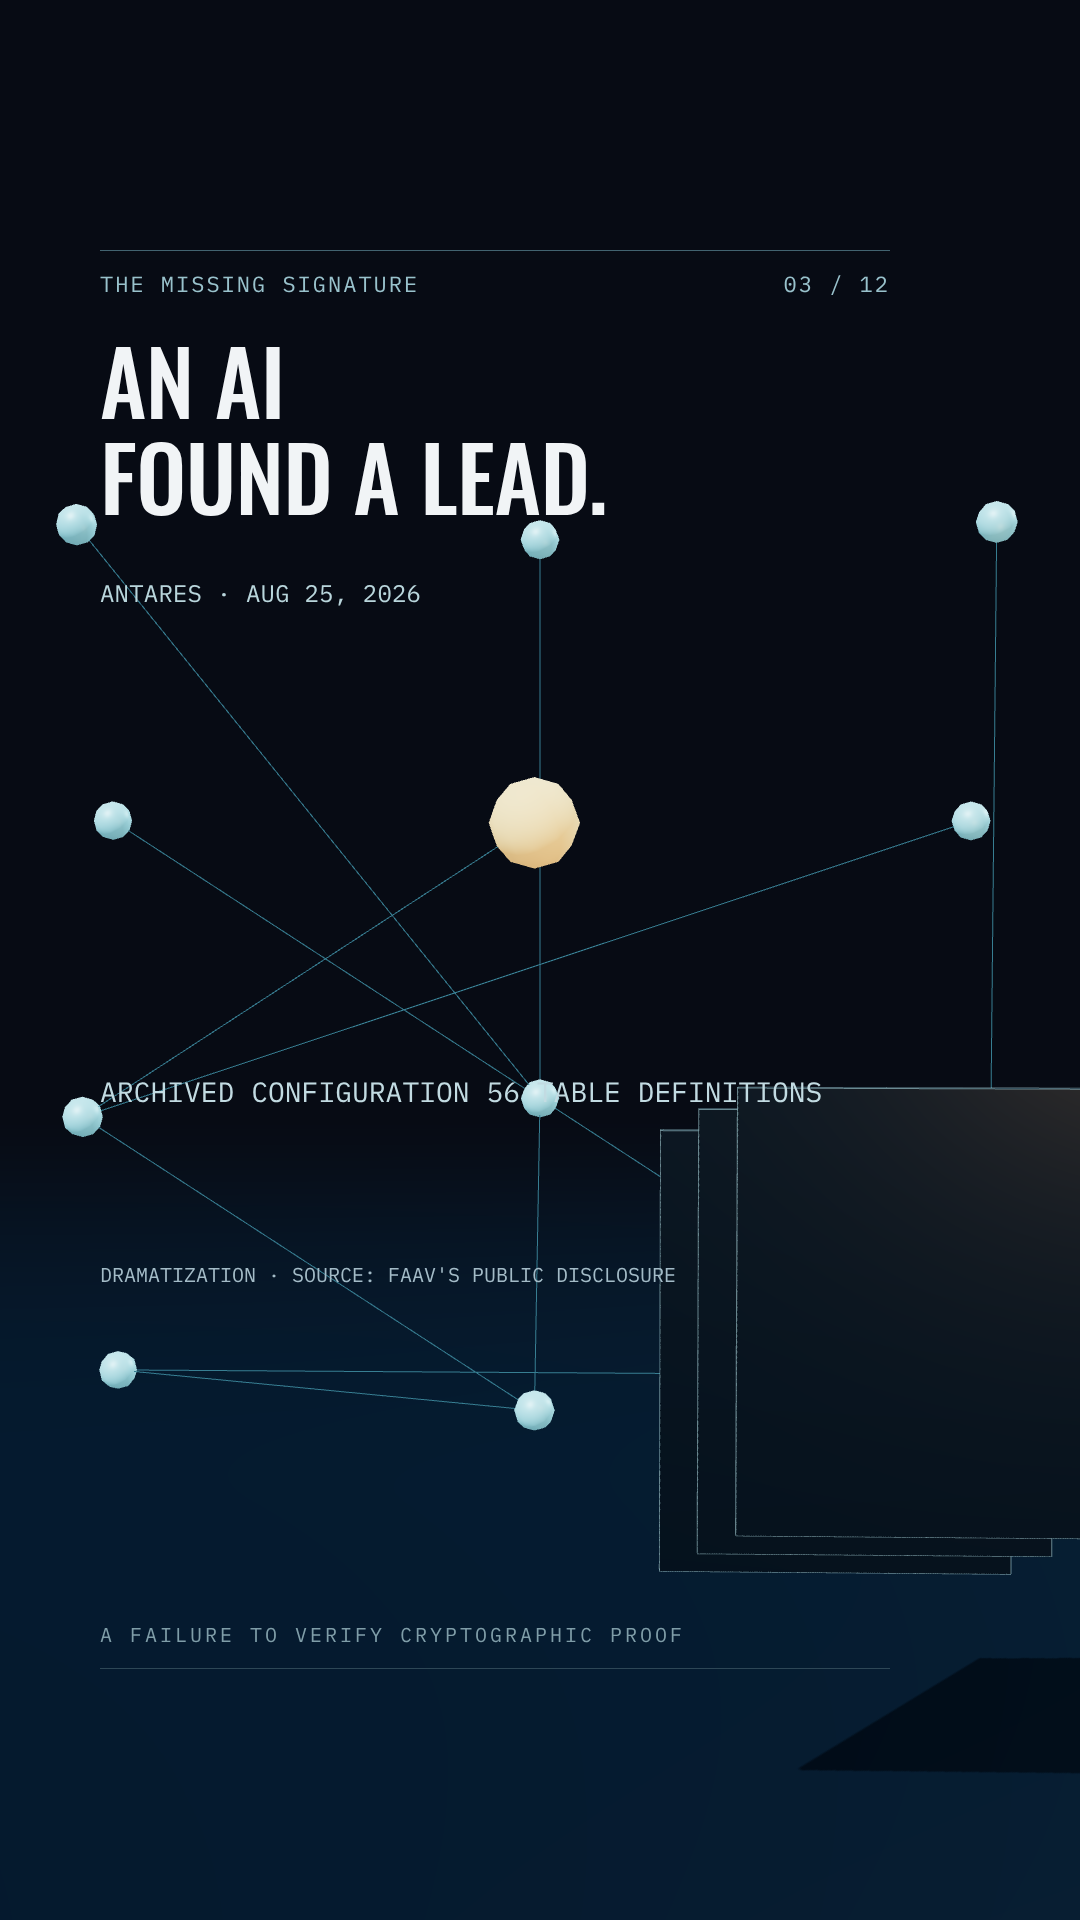 THE MISSING SIGNATURE
03 / 12
AN AI
FOUND A LEAD.
ANTARES · AUG 25, 2026
ARCHIVED CONFIGURATION 56 DEFINITIONS
DRAMATIZATION · SOURCE: FAAV'S PUBLIC DISCLOSURE
A FAILURE TO VERIFY CRYPTOGRAPHIC PROOF